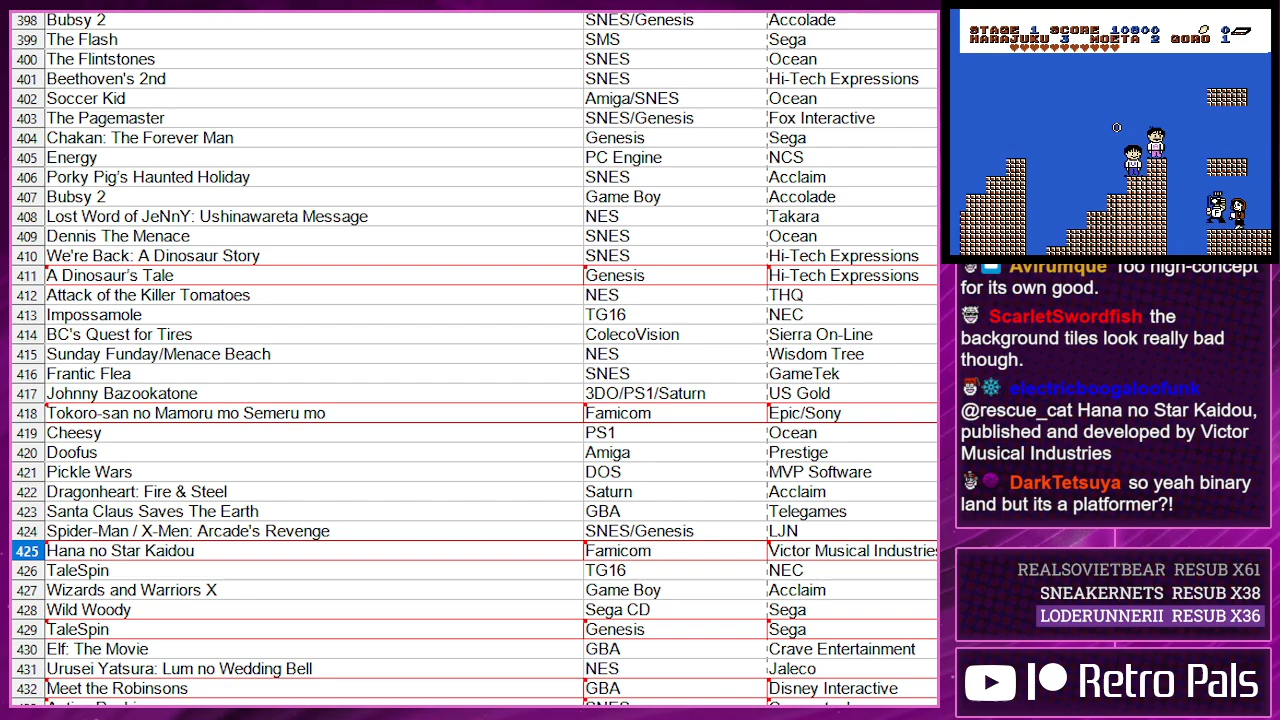 398 Bubsy 2 SNES/Genesis Accolade
399 The Flash SMS Sega
400 The Flintstones SNES Ocean
401 Beethoven's 2nd SNES Hi-Tech Expressions
402 Soccer Kid Amiga/SNES Ocean
403 The Pagemaster SNES/Genesis Fox Interactive
404 Chakan: The Forever Man Genesis Sega
405 Energy PC Engine NCS
406 Porky Pig's Haunted Holiday SNES Acclaim
407 Bubsy 2 Game Boy Accolade
408 Lost Word of JeNnY: Ushinawareta Message NES Takara
409 Dennis The Menace SNES Ocean
410 We're Back: A Dinosaur Story SNES Hi-Tech Expressions
411 A Dinosaur's Tale Genesis Hi-Tech Expressions
412 Attack of the Killer Tomatoes NES THQ
413 Impossamole TG16 NEC
414 BC's Quest for Tires ColecoVision Sierra On-Line
415 Sunday Funday/Menace Beach NES Wisdom Tree
416 Frantic Flea SNES GameTek
417 Johnny Bazookatone 3DO/PS1/Saturn US Gold
418 Tokoro-san no Mamoru mo Semeru mo Famicom Epic/Sony
419 Cheesy PS1 Ocean
420 Doofus Amiga Prestige
421 Pickle Wars DOS MVP Software
422 Dragonheart: Fire & Steel Saturn Acclaim
423 Santa Claus Saves The Earth GBA Telegames
424 Spider-Man / X-Men: Arcade's Revenge SNES/Genesis LJN
425 Hana no Star Kaidou Famicom Victor Musical Industries
426 TaleSpin TG16 NEC
427 Wizards and Warriors X Game Boy Acclaim
428 Wild Woody Sega CD Sega
429 TaleSpin Genesis Sega
430 Elf: The Movie GBA Crave Entertainment
431 Urusei Yatsura: Lum no Wedding Bell NES Jaleco
432 Meet the Robinsons GBA Disney Interactive
STAGE 1 SCORE 10800 0
HARAJUKU 3 MOETA 2 GORO 1
Avirumque Too high-concept
for its own good.
ScarletSwordfish the
background tiles look really bad
though.
electricboogaloofunk
@rescue_cat Hana no Star Kaidou,
published and developed by Victor
Musical Industries
DarkTetsuya so yeah binary
land but its a platformer?!
REALSOVIETBEAR RESUB X61
SNEAKERNETS RESUB X38
LODERUNNERII RESUB X36
Retro Pals